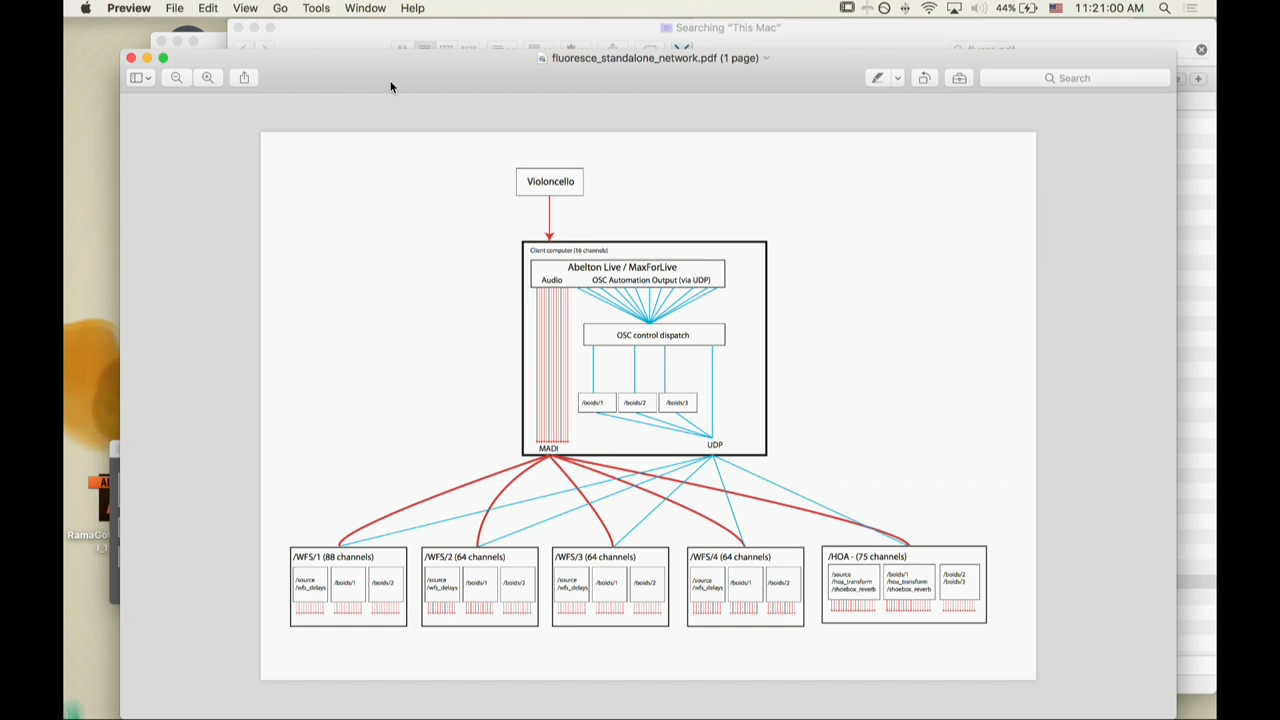 Preview File Edit View Go Tools Window Help 44% 11:21:00 AM
Searching "This Mac"
fluoresce_standalone_network.pdf (1 page)
Search
Violoncello
Client computer (16 channels)
Abelton Live / MaxForLive
Audio OSC Automation Output (via UDP)
OSC control dispatch
/boids/1 /boids/2 /boids/3
MADI UDP
/WFS/1 (88 channels)
/source /boids/1 /boids/2
/wfs_delays
/WFS/2 (64 channels)
/source /boids/1 /boids/2
/wfs_delays
/WFS/3 (64 channels)
/source /boids/1 /boids/2
/wfs_delays
/WFS/4 (64 channels)
/source /boids/1 /boids/2
/wfs_delays
/HOA - (75 channels)
/source /boids/1 /boids/2
/hoa_transform /hoa_transform /boids/3
/shoebox_reverb /shoebox_reverb